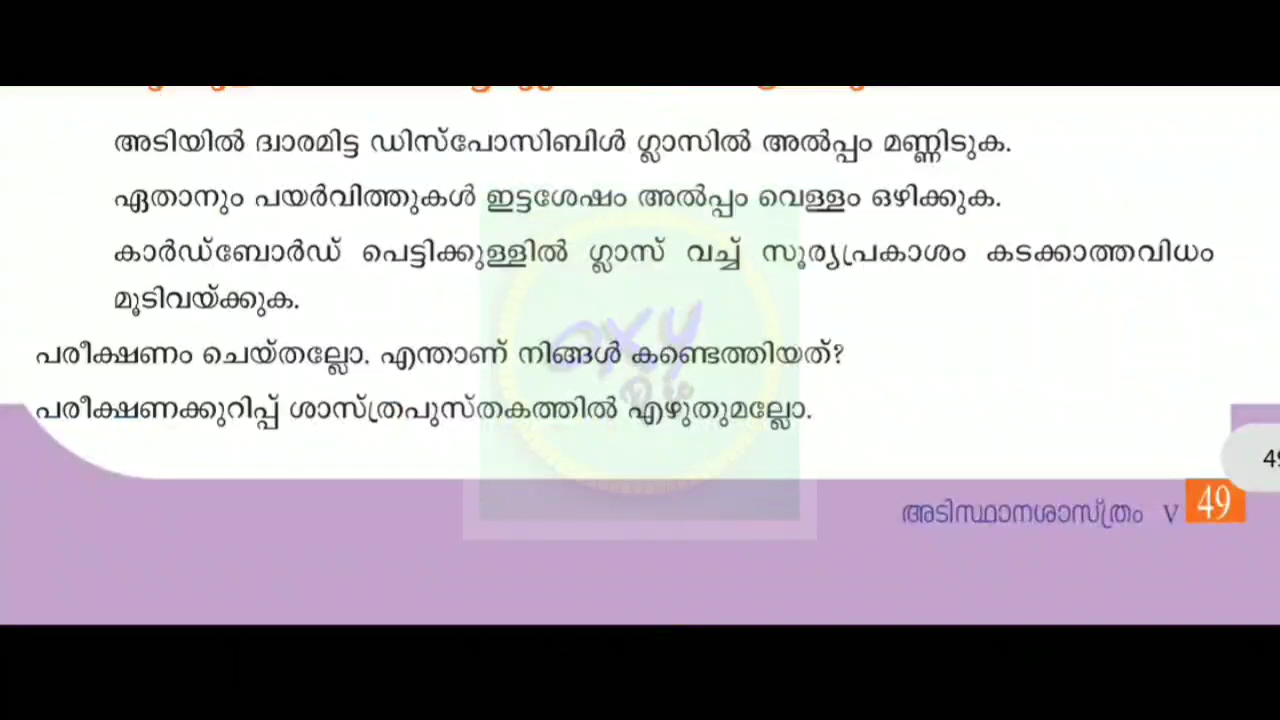 അടിയിൽ ദ്വാരമിട്ട ഡിസ്പോസിബിൾ ഗ്ലാസിൽ അൽപ്പം മണ്ണിടുക.
ഏതാനും പയർവിത്തുകൾ ഇട്ടശേഷം അൽപ്പം വെള്ളം ഒഴിക്കുക.
കാർഡ്ബോർഡ് പെട്ടിക്കുള്ളിൽ ഗ്ലാസ് വച്ച് സൂര്യപ്രകാശം കടക്കാത്തവിധം
മൂടിവയ്ക്കുക.
പരീക്ഷണം ചെയ്തല്ലോ. എന്താണ് നിങ്ങൾ കണ്ടെത്തിയത്?
oxy
പരീക്ഷണക്കുറിപ്പ് ശാസ്ത്രപുസ്തകത്തിൽ എഴുതുമല്ലോ.
അടിസ്ഥാനശാസ്ത്രം V 49